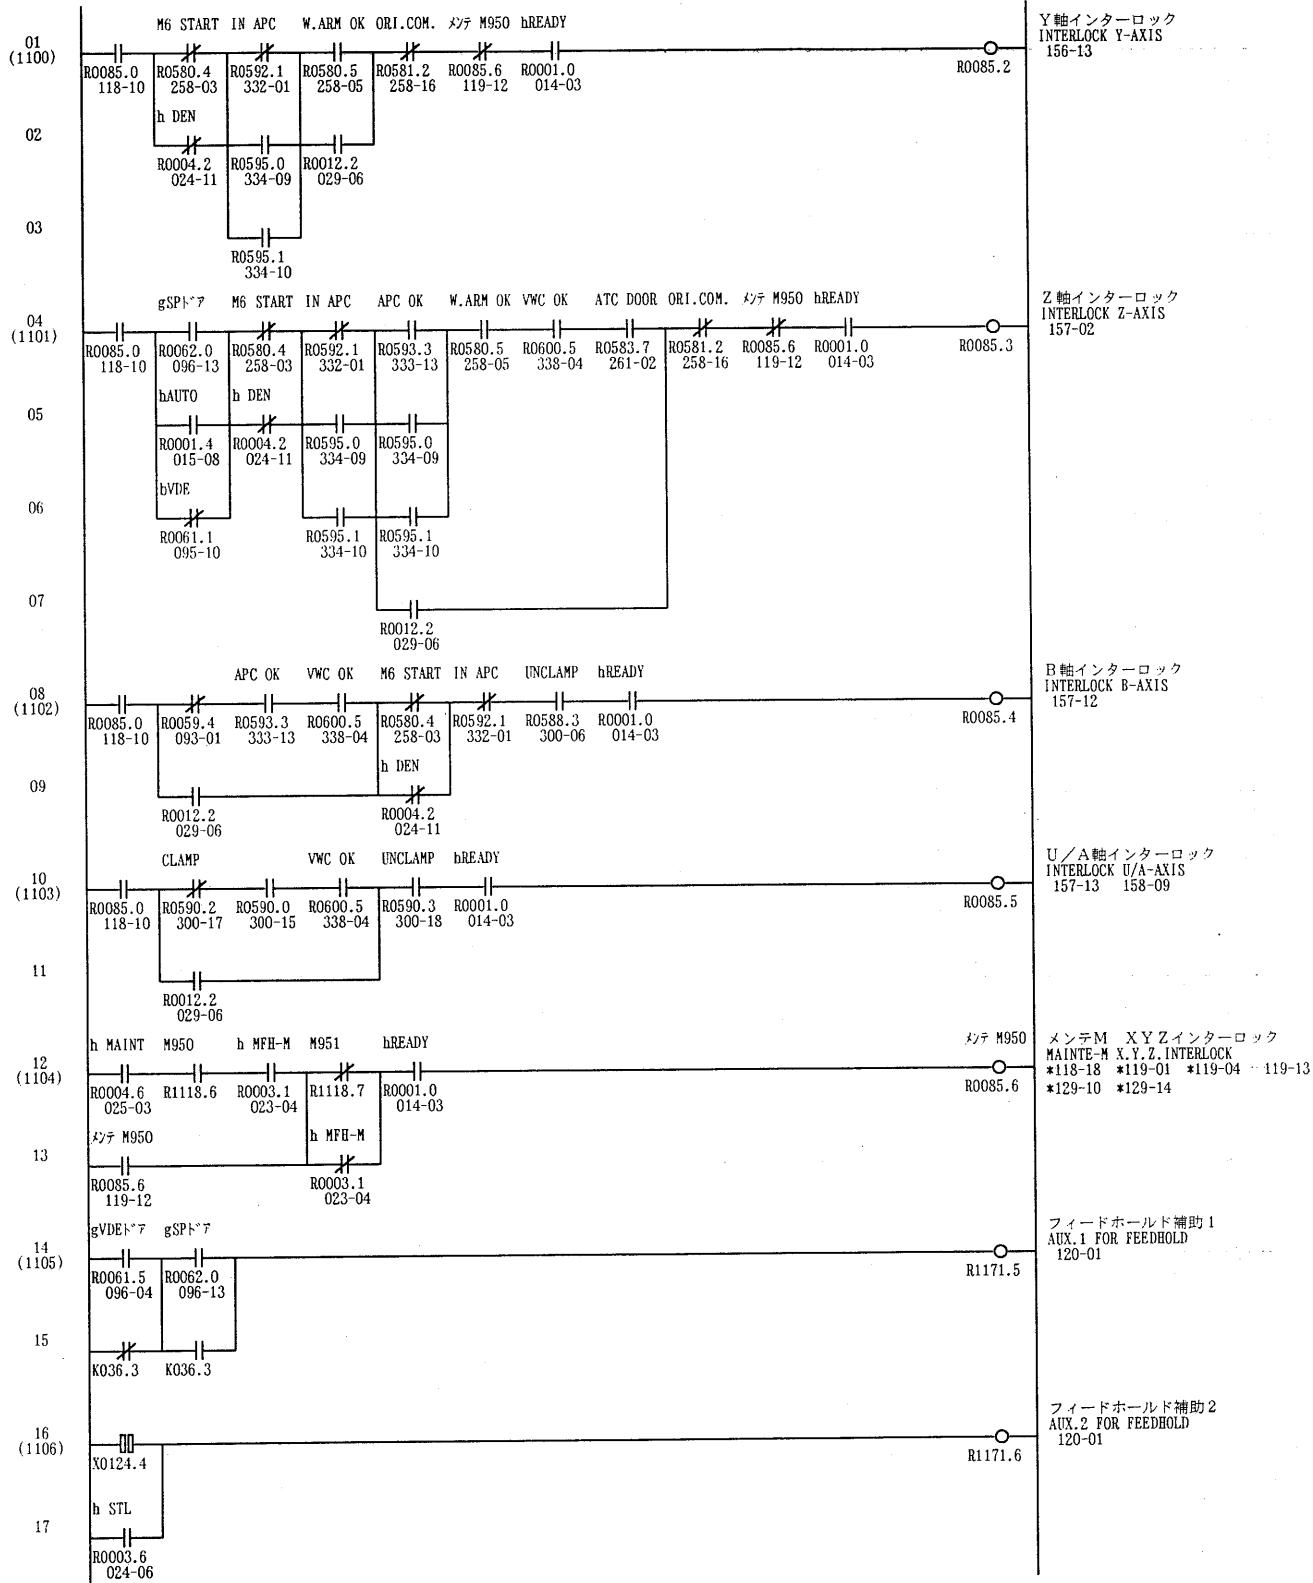 M6 START IN APC W.ARM OK ORI.COM. ﾒﾝﾃ M950 hREADY
Y軸インターロック
INTERLOCK Y-AXIS
156-13
01
(1100)
R0085.0 R0580.4 R0592.1 R0580.5 R0581.2 R0085.6 R0001.0 R0085.2
118-10 258-03 332-01 258-05 258-16 119-12 014-03
h DEN
02
R0004.2 R0595.0 R0012.2
024-11 334-09 029-06
03
R0595.1
334-10
gSPﾄﾞｱ M6 START IN APC APC OK W.ARM OK VWC OK ATC DOOR ORI.COM. ﾒﾝﾃ M950 hREADY
Z軸インターロック
INTERLOCK Z-AXIS
157-02
04
(1101)
R0085.0 R0062.0 R0580.4 R0592.1 R0593.3 R0580.5 R0600.5 R0583.7 R0581.2 R0085.6 R0001.0 R0085.3
118-10 096-13 258-03 332-01 333-13 258-05 338-04 261-02 258-16 119-12 014-03
hAUTO h DEN
05
R0001.4 R0004.2 R0595.0 R0595.0
015-08 024-11 334-09 334-09
bVDE
06
R0061.1 R0595.1 R0595.1
095-10 334-10 334-10
07
R0012.2
029-06
APC OK VWC OK M6 START IN APC UNCLAMP hREADY
B軸インターロック
INTERLOCK B-AXIS
157-12
08
(1102)
R0085.0 R0059.4 R0593.3 R0600.5 R0580.4 R0592.1 R0588.3 R0001.0 R0085.4
118-10 093-01 333-13 338-04 258-03 332-01 300-06 014-03
h DEN
09
R0012.2 R0004.2
029-06 024-11
CLAMP VWC OK UNCLAMP hREADY
U／A軸インターロック
INTERLOCK U/A-AXIS
157-13 158-09
10
(1103)
R0085.0 R0590.2 R0590.0 R0600.5 R0590.3 R0001.0 R0085.5
118-10 300-17 300-15 338-04 300-18 014-03
11
R0012.2
029-06
h MAINT M950 h MFH-M M951 hREADY ﾒﾝﾃ M950
メンテM XYZインターロック
MAINTE-M X.Y.Z.INTERLOCK
*118-18 *119-01 *119-04 119-13
*129-10 *129-14
12
(1104)
R0004.6 R1118.6 R0003.1 R1118.7 R0001.0 R0085.6
025-03 023-04 014-03
ﾒﾝﾃ M950 h MFH-M
13
R0085.6 R0003.1
119-12 023-04
gVDEﾄﾞｱ gSPﾄﾞｱ
フィードホールド補助1
AUX.1 FOR FEEDHOLD
120-01
14
(1105)
R0061.5 R0062.0 R1171.5
096-04 096-13
15
K036.3 K036.3
フィードホールド補助2
AUX.2 FOR FEEDHOLD
120-01
16
(1106)
X0124.4 R1171.6
h STL
17
R0003.6
024-06